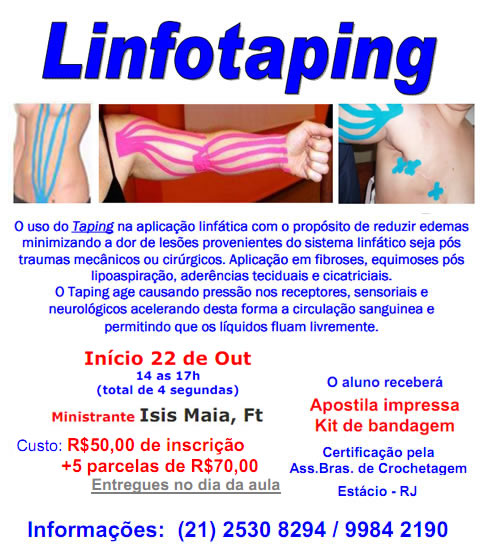 Linfotaping
O uso do Taping na aplicação linfática com o propósito de reduzir edemas
minimizando a dor de lesões provenientes do sistema linfático seja pós
traumas mecânicos ou cirúrgicos. Aplicação em fibroses, equimoses pós
lipoaspiração, aderências teciduais e cicatriciais.
O Taping age causando pressão nos receptores, sensoriais e
neurológicos acelerando desta forma a circulação sanguinea e
permitindo que os líquidos fluam livremente.
Início 22 de Out
14 as 17h
(total de 4 segundas)
Ministrante Isis Maia, Ft
Custo: R$50,00 de inscrição
+5 parcelas de R$70,00
Entregues no dia da aula
O aluno receberá
Apostila impressa
Kit de bandagem
Certificação pela
Ass.Bras. de Crochetagem
Estácio - RJ
Informações: (21) 2530 8294 / 9984 2190